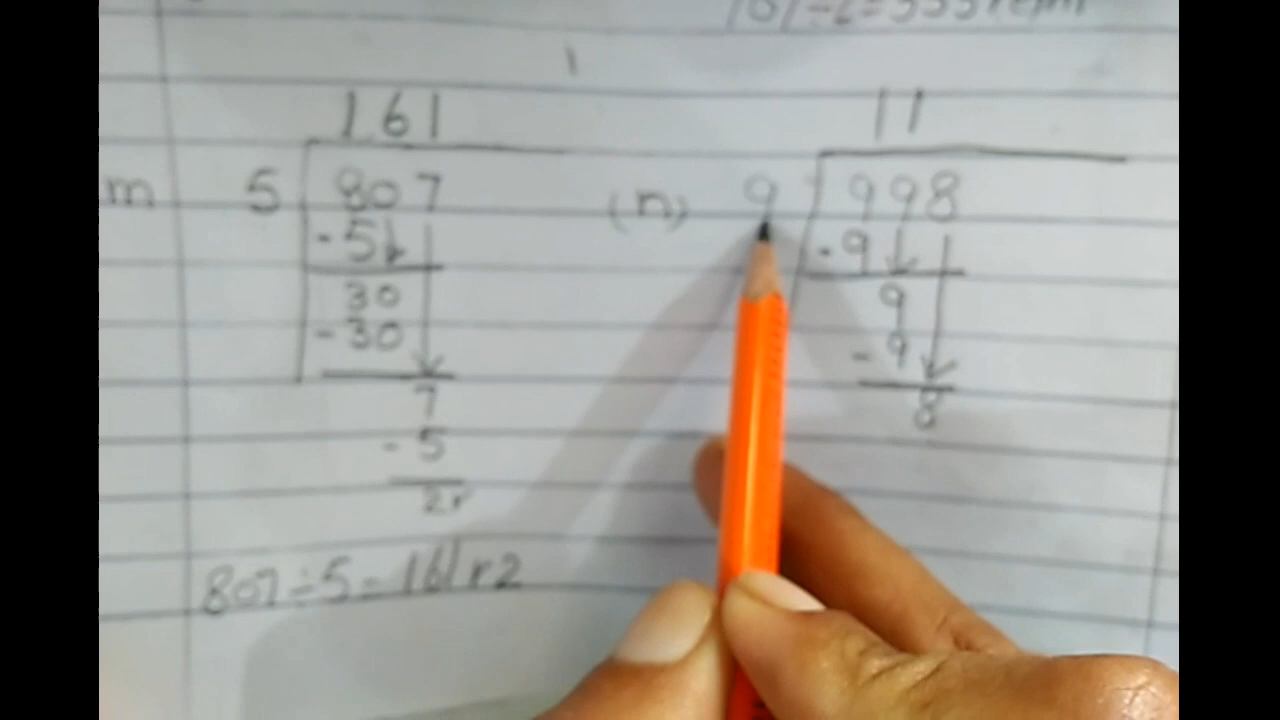 161
m 5 807
-5
30
-30
7
-5
2r
807÷5=161r2
11
(n) 9 998
-9
9
-9
8